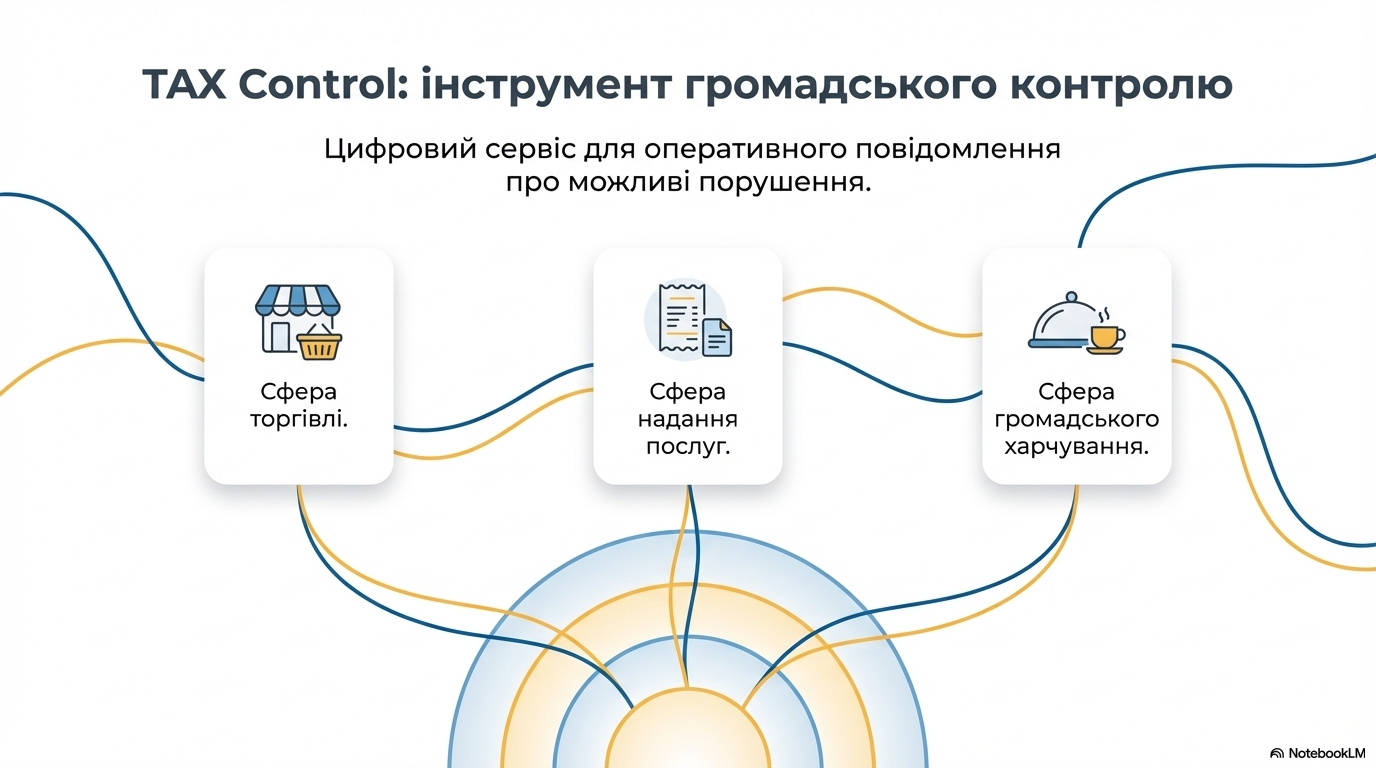 TAX Control: інструмент громадського контролю
Цифровий сервіс для оперативного повідомлення
про можливі порушення.
Сфера
торгівлі.
Сфера
надання
послуг.
Сфера
громадського
харчування.
NotebookLM